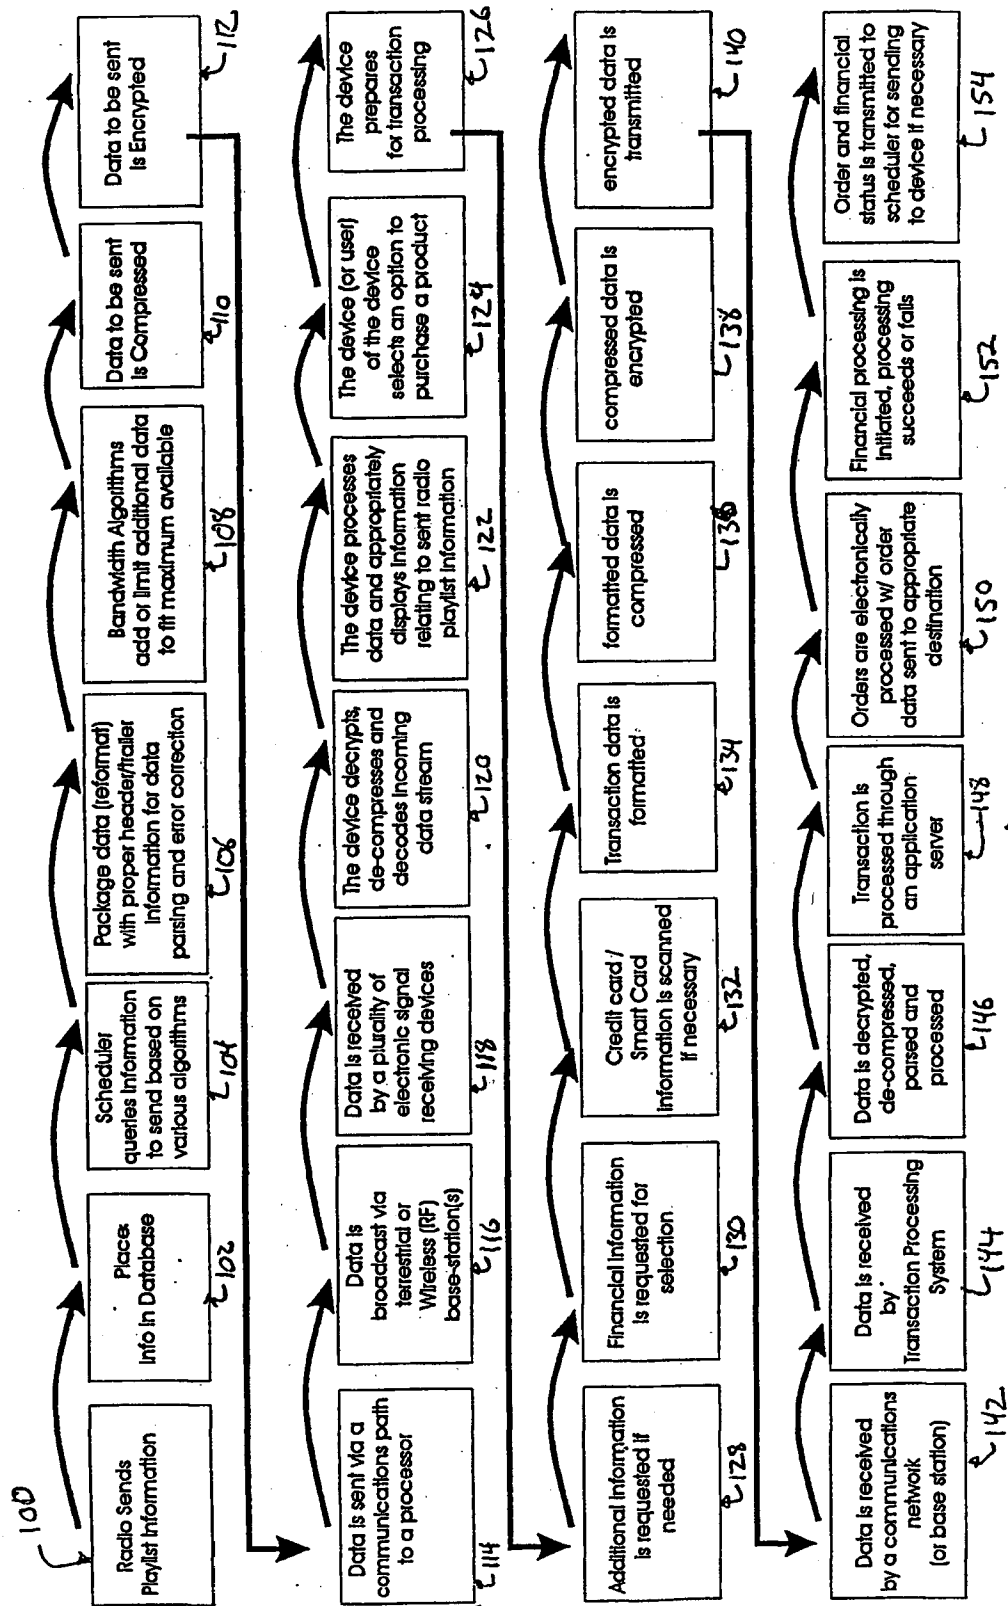 100
Radio Sends
Playlist Information
Place
Info In Database
102
Scheduler
queries Information
to send based on
various algorithms
104
Package data (reformat)
with proper header/trailer
Information for data
parsing and error correction
106
Bandwidth Algorithms
add or limit additional data
to fit maximum available
108
Data to be sent
Is Compressed
110
Data to be sent
Is Encrypted
112
Data is sent via a
communications path
to a processor
114
Data is
broadcast via
terrestrial or
Wireless (RF)
base-station(s)
116
Data is received
by a plurality of
electronic signal
receiving devices
118
The device decrypts,
de-compresses and
decodes incoming
data stream
120
The device processes
data and appropriately
displays Information
relating to sent radio
playlist Information
122
The device (or user)
of the device
selects an option to
purchase a product
124
The device
prepares
for transaction
processing
126
Additional Information
Is requested if
needed
128
Financial Information
Is requested for
selection.
130
Credit card /
Smart Card
Information is scanned
If necessary
132
Transaction data is
formatted
134
formatted data is
compressed
compressed data is
encrypted
138
encrypted data is
transmitted
140
Data is received
by a communications
network
(or base station)
142
Data is received
by
Transaction Processing
System
144
Data is decrypted,
de-compressed,
parsed and
processed
146
Transaction is
processed through
an application
server
148
Orders are electronically
processed w/ order
data sent to appropriate
destination
150
Financial processing is
Initiated, processing
succeeds or fails
152
Order and financial
status is transmitted to
scheduler for sending
to device if necessary
154